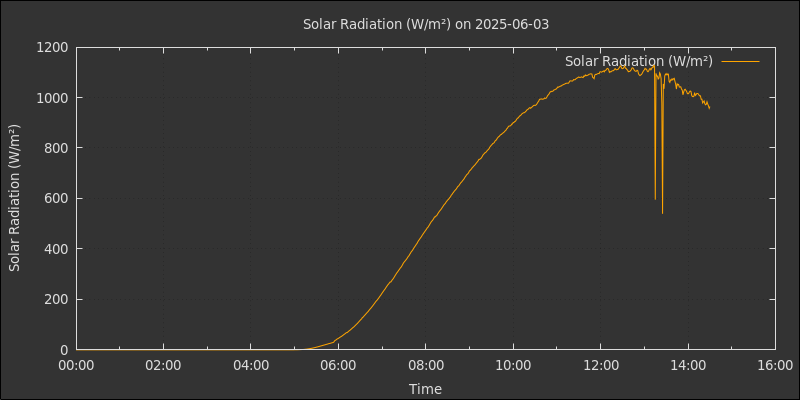 Solar Radiation (W/m²) on 2025-06-03
Solar Radiation (W/m²)
Solar Radiation (W/m²)
1200
1000
800
600
400
200
0
00:00 02:00 04:00 06:00 08:00 10:00 12:00 14:00 16:00
Time